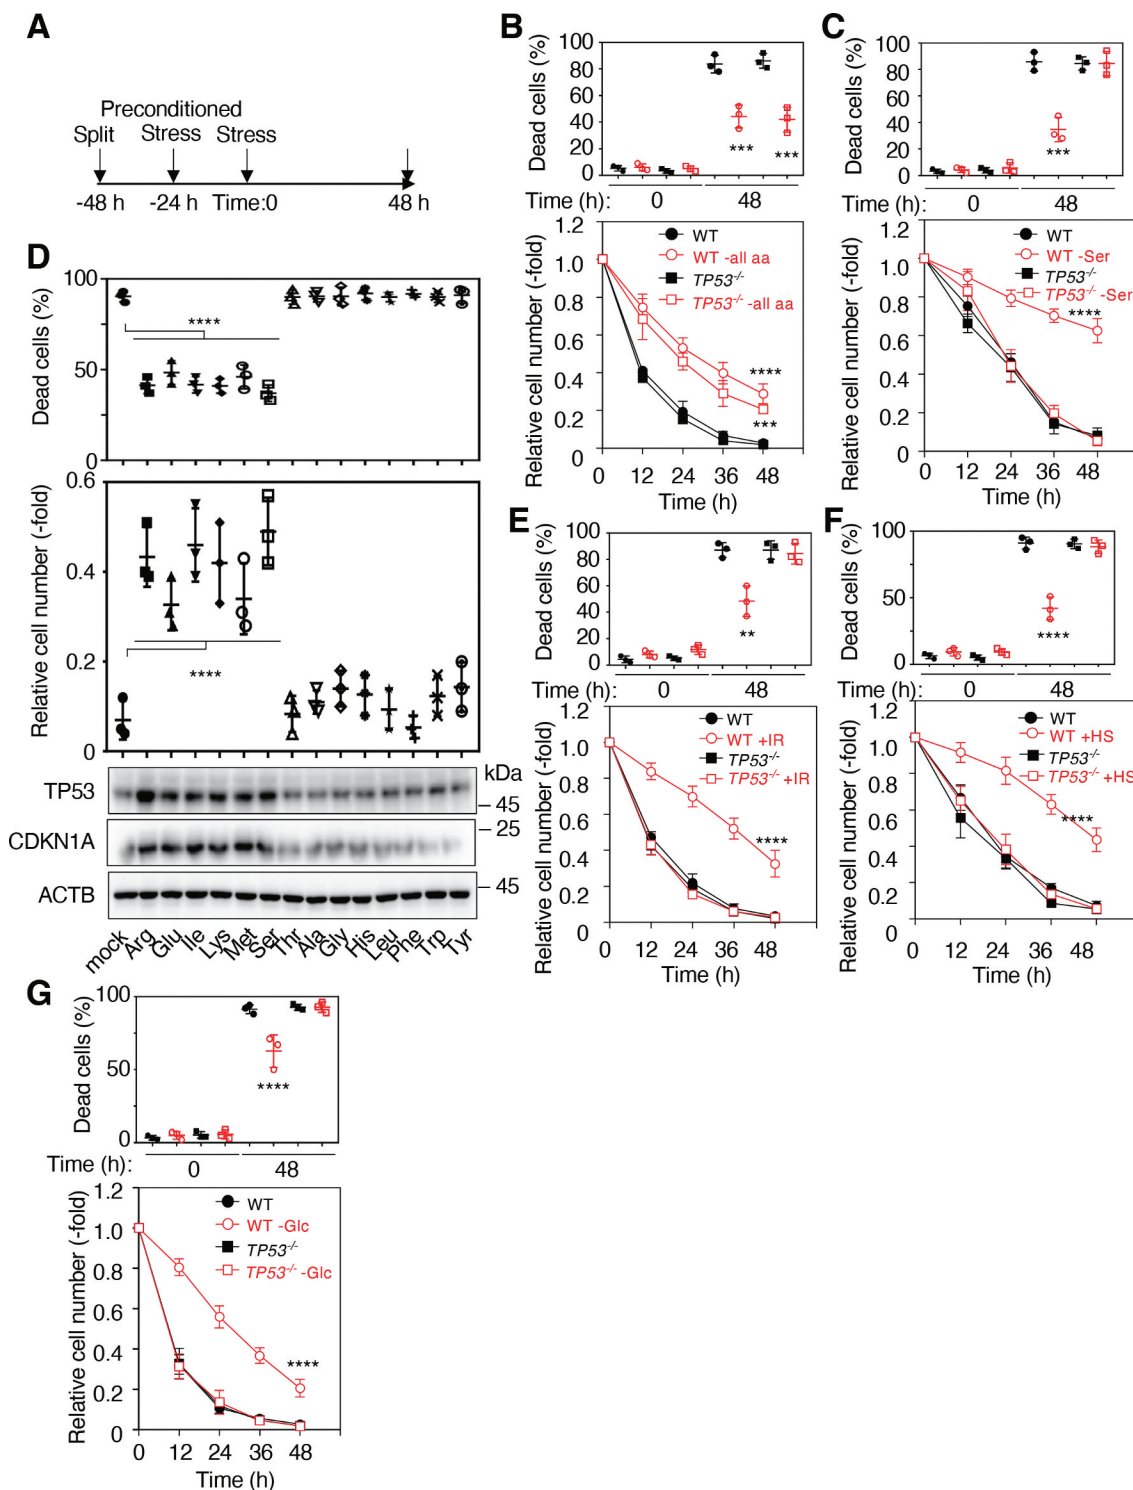 A
Preconditioned
Split Stress Stress
-48 h -24 h Time:0 48 h
B
Dead cells (%)
100
80
60
40
20
0
*** ***
Time (h): 0 48
Relative cell number (-fold)
1.2
1.0
0.8
0.6
0.4
0.2
0
WT
WT -all aa
TP53-/-
TP53-/- -all aa
****
***
0 12 24 36 48
Time (h)
C
Dead cells (%)
100
80
60
40
20
0
***
Time (h): 0 48
Relative cell number (-fold)
1.2
1.0
0.8
0.6
0.4
0.2
0
WT
WT -Ser
TP53-/-
TP53-/- -Ser
****
0 12 24 36 48
Time (h)
D
Dead cells (%)
100
50
0
****
Relative cell number (-fold)
0.6
0.4
0.2
0
****
kDa
TP53 45
25
CDKN1A
ACTB 45
mock Arg Glu Ile Lys Met Ser Thr Ala Gly His Leu Phe Trp Tyr
E
Dead cells (%)
100
80
60
40
20
0
**
Time (h): 0 48
Relative cell number (-fold)
1.2
1.0
0.8
0.6
0.4
0.2
0
WT
WT +IR
TP53-/-
TP53-/- +IR
****
0 12 24 36 48
Time (h)
F
Dead cells (%)
100
50
0
****
Time (h): 0 48
Relative cell number (-fold)
1.2
1.0
0.8
0.6
0.4
0.2
0
WT
WT +HS
TP53-/-
TP53-/- +HS
****
0 12 24 36 48
Time (h)
G
Dead cells (%)
100
50
0
****
Time (h): 0 48
Relative cell number (-fold)
1.2
1.0
0.8
0.6
0.4
0.2
0
WT
WT -Glc
TP53-/-
TP53-/- -Glc
****
0 12 24 36 48
Time (h)